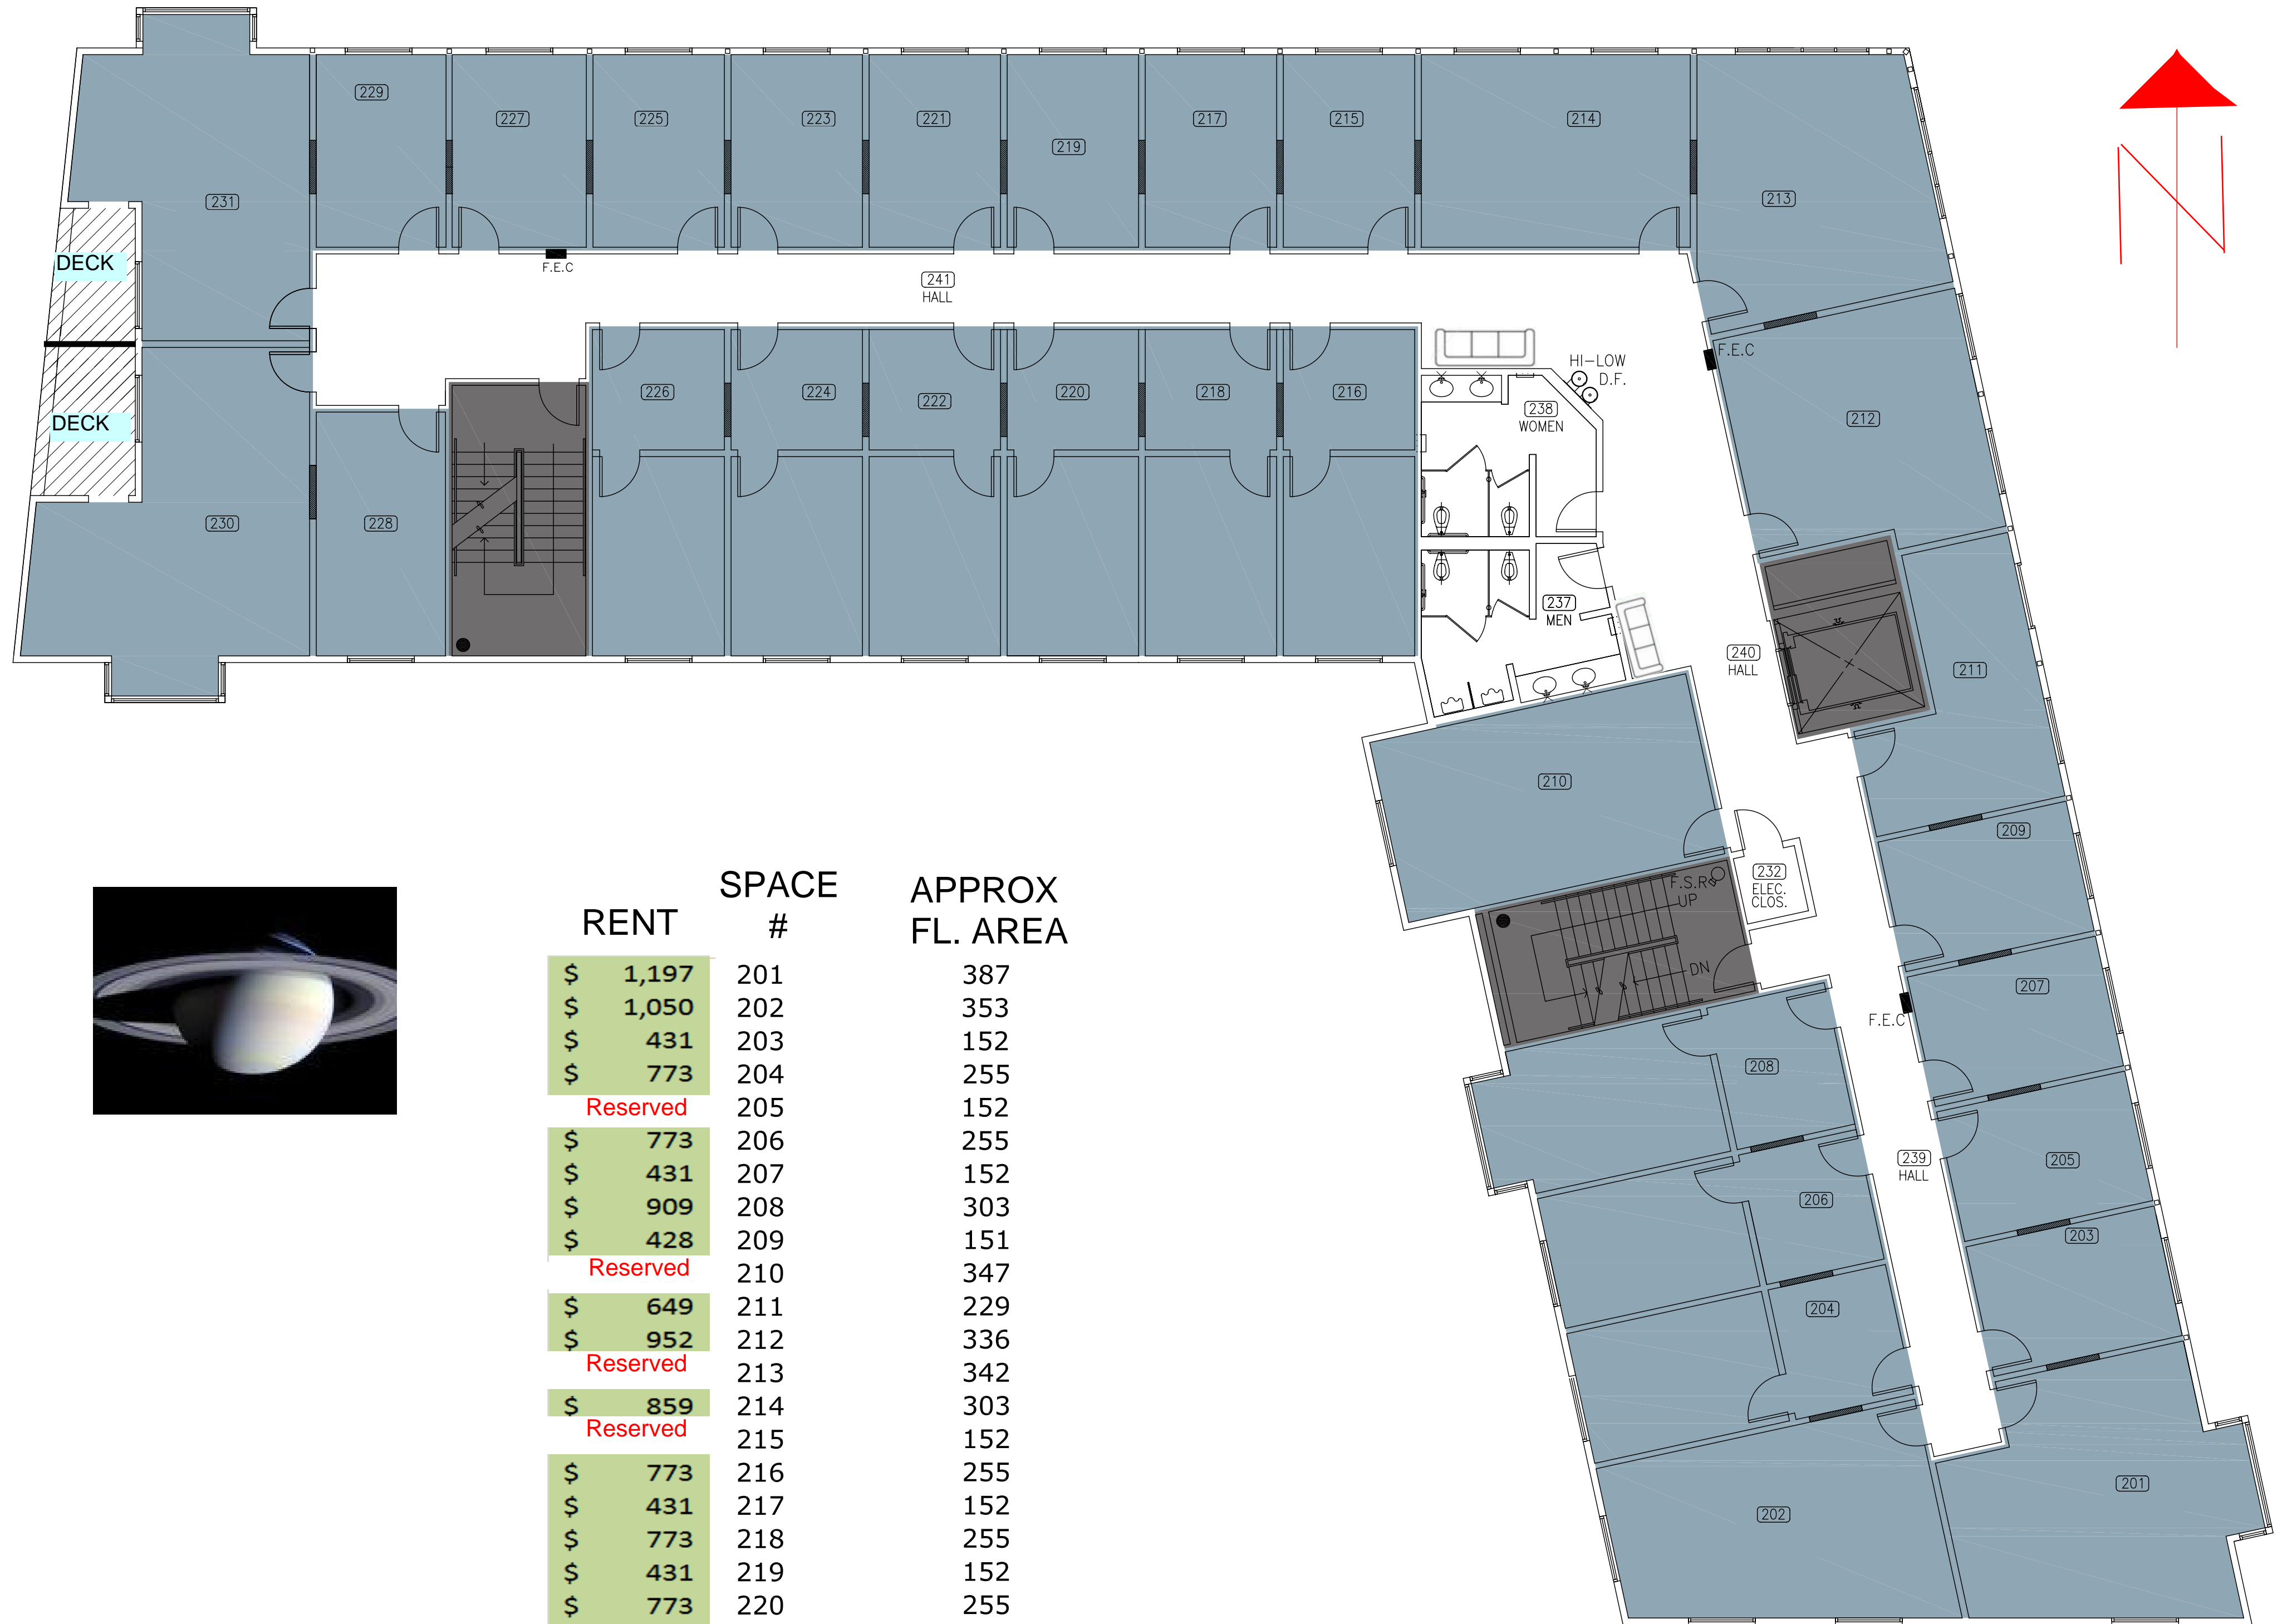 229
227
225
223
221
219
217
215
214
213
231
DECK
F.E.C
241
HALL
HI-LOW
D.F.
F.E.C
226
224
222
220
218
216
238
WOMEN
212
DECK
230
228
237
MEN
240
HALL
211
210
209
232
ELEC.
CLOS.
F.S.R
UP
DN
207
F.E.C
208
239
HALL
205
206
203
204
201
202
N
RENT SPACE # APPROX FL. AREA
$ 1,197 201 387
$ 1,050 202 353
$ 431 203 152
$ 773 204 255
Reserved 205 152
$ 773 206 255
$ 431 207 152
$ 909 208 303
$ 428 209 151
Reserved 210 347
$ 649 211 229
$ 952 212 336
Reserved 213 342
$ 859 214 303
Reserved 215 152
$ 773 216 255
$ 431 217 152
$ 773 218 255
$ 431 219 152
$ 773 220 255